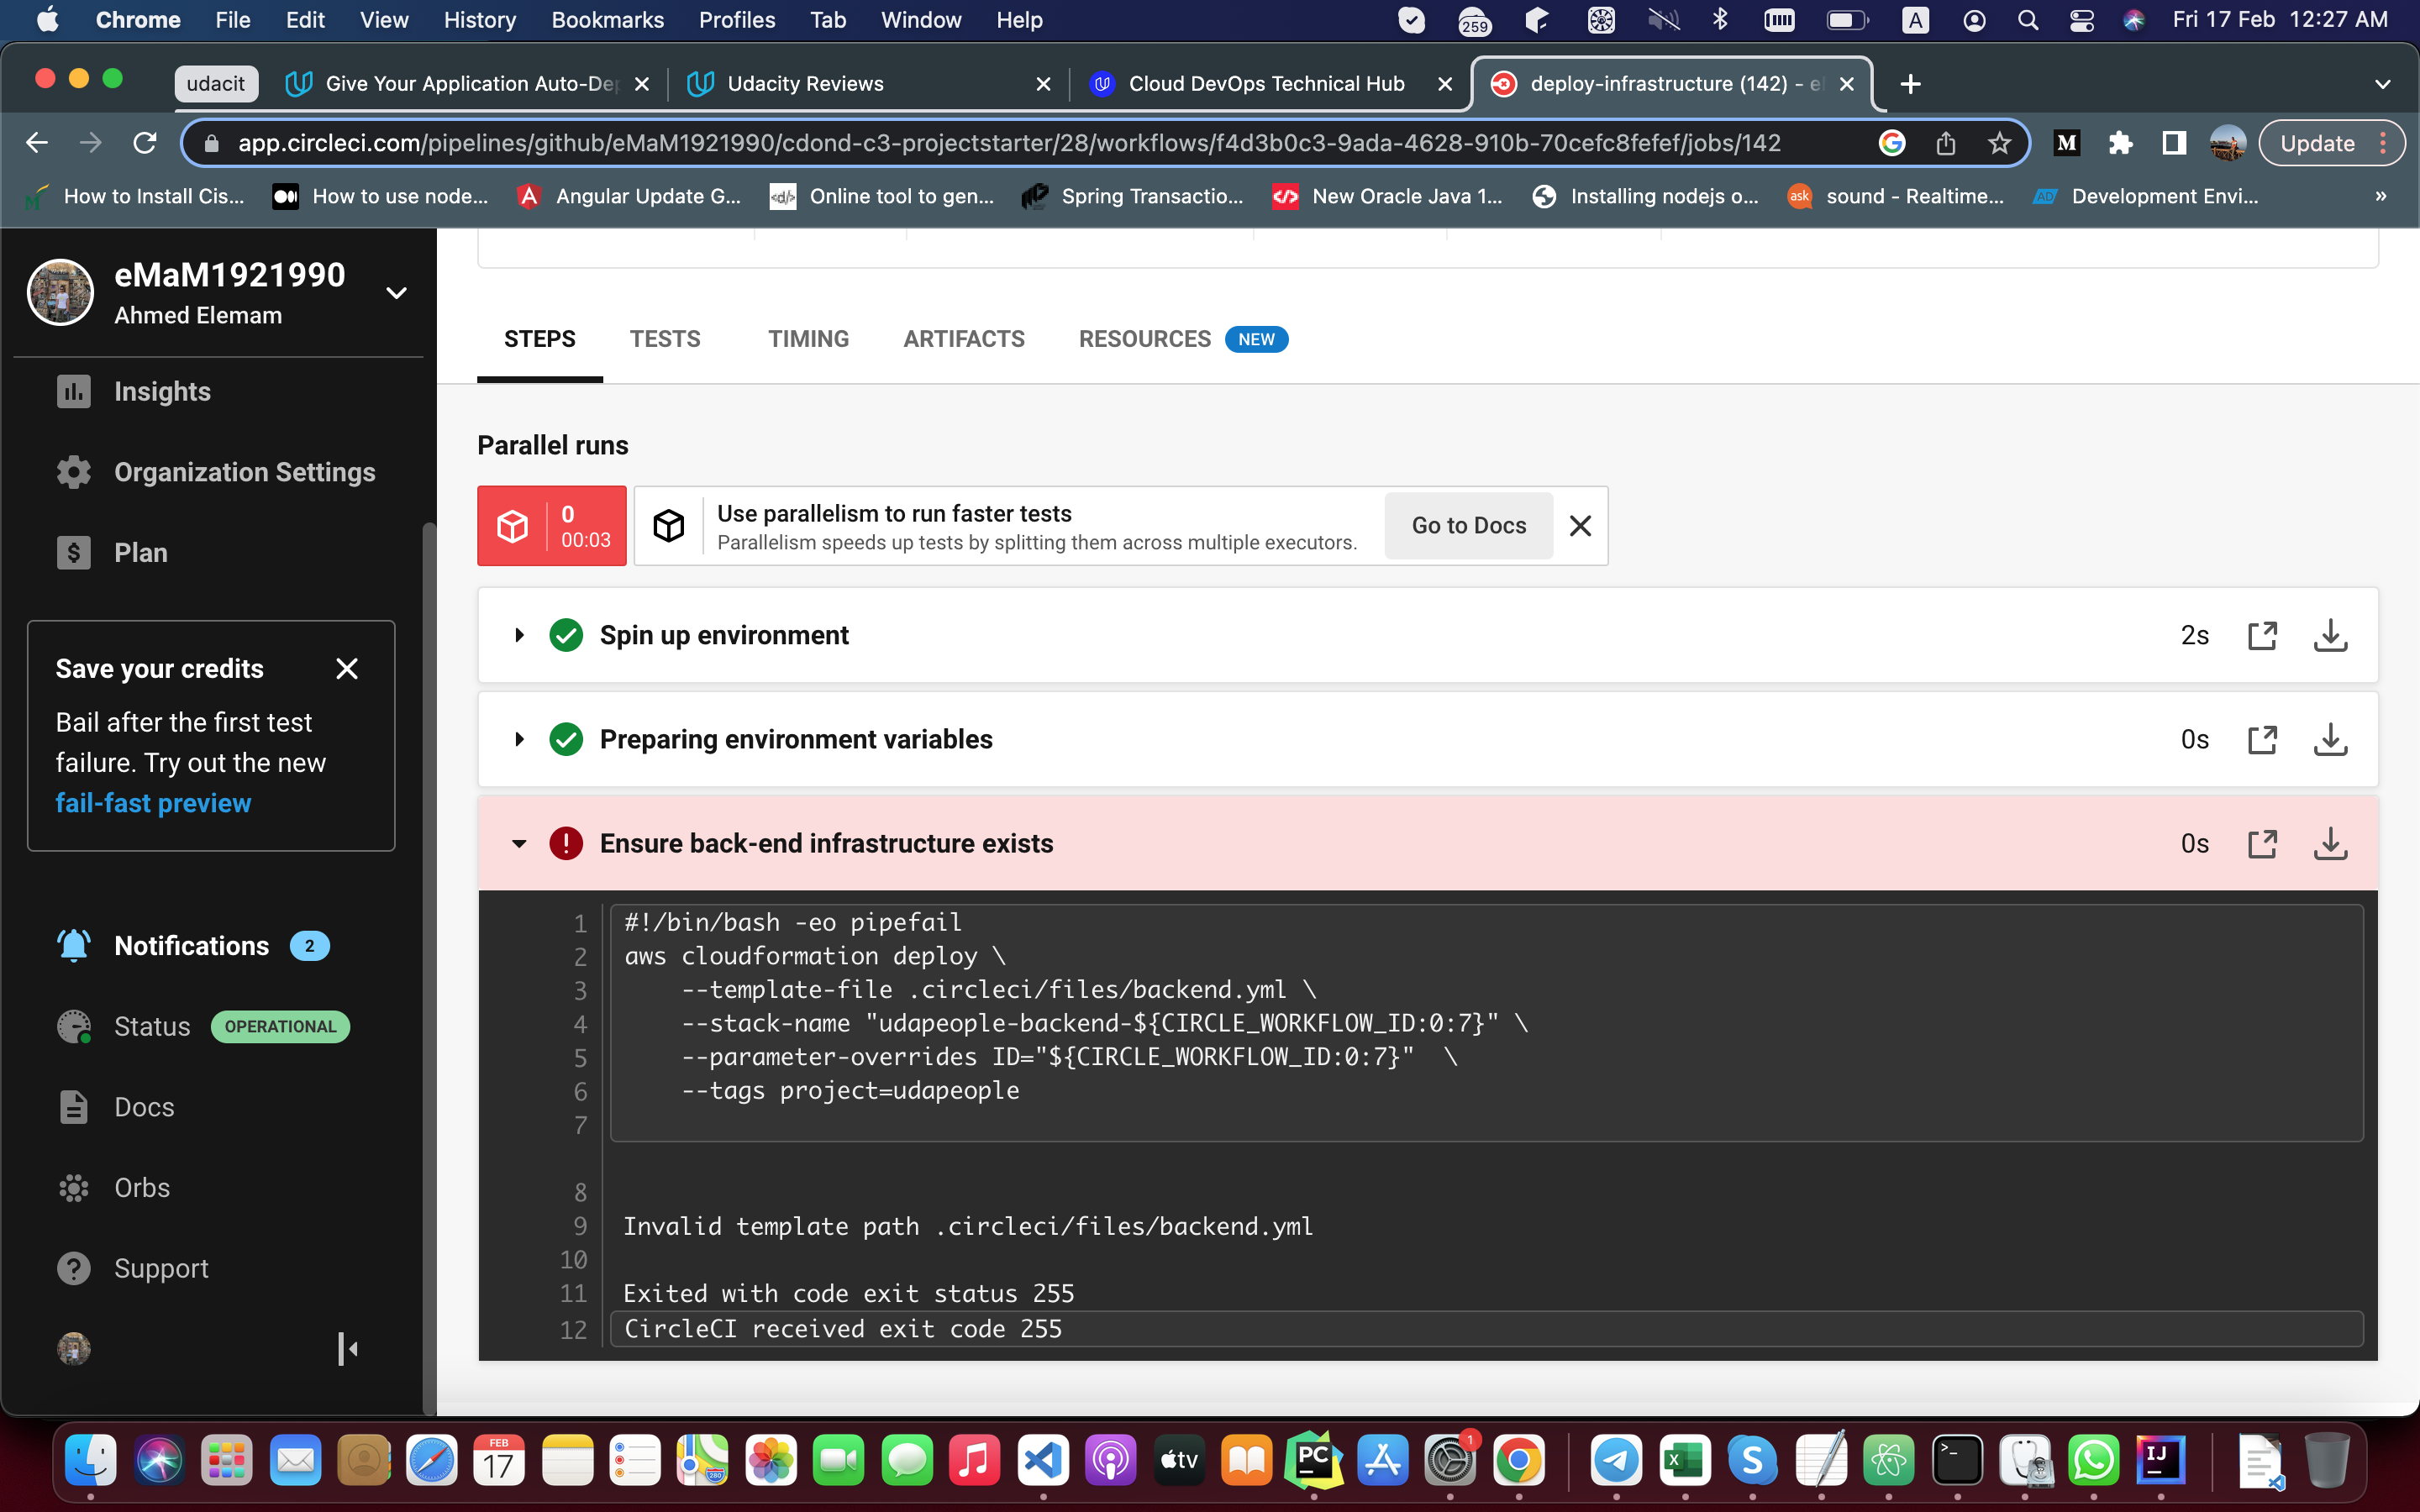 Chrome File Edit View History Bookmarks Profiles Tab Window Help 259 A Fri 17 Feb 12:27 AM
udacit Give Your Application Auto-De Udacity Reviews Cloud DevOps Technical Hub deploy-infrastructure (142) - e
app.circleci.com/pipelines/github/eMaM1921990/cdond-c3-projectstarter/28/workflows/f4d3b0c3-9ada-4628-910b-70cefc8fefef/jobs/142 M Update
How to Install Cis... How to use node... Angular Update G... Online tool to gen... Spring Transactio... New Oracle Java 1... Installing nodejs o... ask sound - Realtime... AD Development Envi... »
eMaM1921990
Ahmed Elemam
Insights
Organization Settings
Plan
Save your credits
Bail after the first test
failure. Try out the new
fail-fast preview
Notifications 2
Status OPERATIONAL
Docs
Orbs
Support
STEPS TESTS TIMING ARTIFACTS RESOURCES NEW
Parallel runs
0
00:03
Use parallelism to run faster tests
Parallelism speeds up tests by splitting them across multiple executors.
Go to Docs
Spin up environment 2s
Preparing environment variables 0s
Ensure back-end infrastructure exists 0s
1 #!/bin/bash -eo pipefail
2 aws cloudformation deploy \
3 --template-file .circleci/files/backend.yml \
4 --stack-name "udapeople-backend-${CIRCLE_WORKFLOW_ID:0:7}" \
5 --parameter-overrides ID="${CIRCLE_WORKFLOW_ID:0:7}" \
6 --tags project=udapeople
7
8
9 Invalid template path .circleci/files/backend.yml
10
11 Exited with code exit status 255
12 CircleCI received exit code 255
FEB
17
tv
PC
1
X
S
IJ